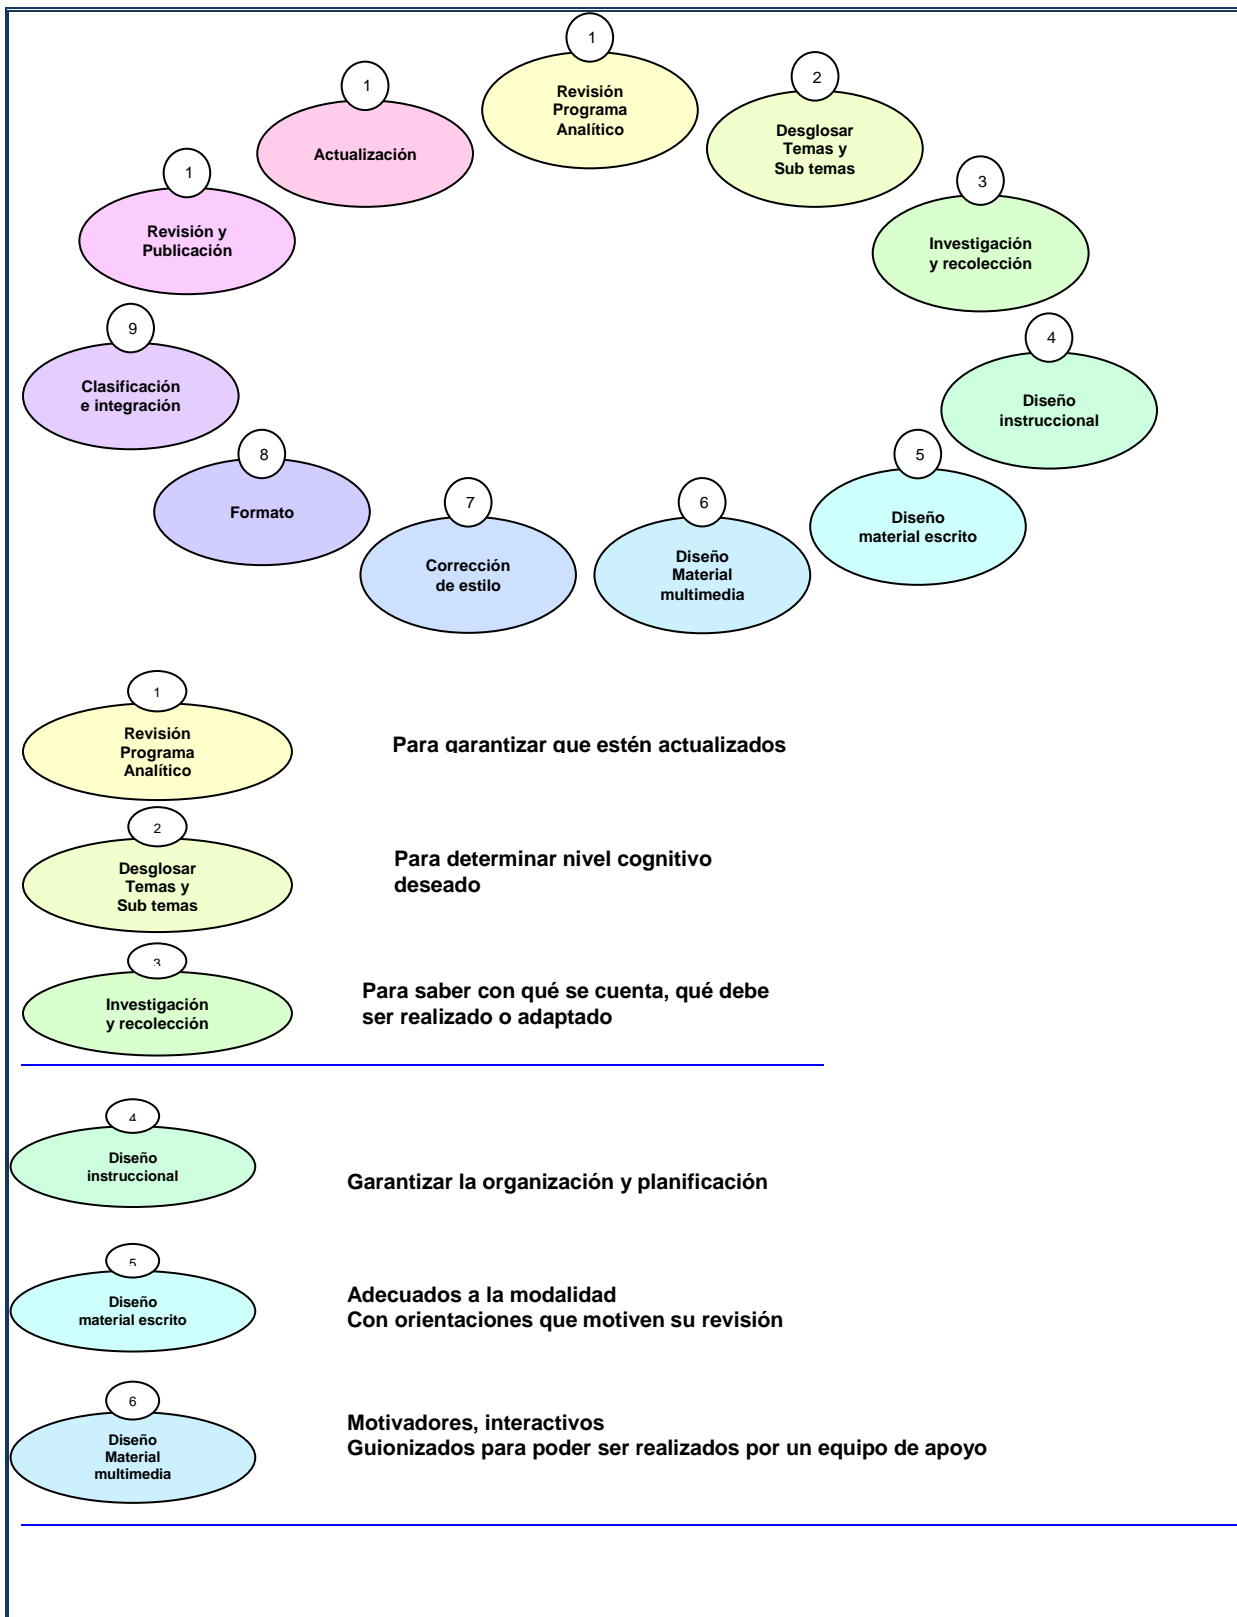 1
Revisión
Programa
Analítico
2
Desglosar
Temas y
Sub temas
3
Investigación
y recolección
4
Diseño
instruccional
5
Diseño
material escrito
6
Diseño
Material
multimedia
7
Corrección
de estilo
8
Formato
9
Clasificación
e integración
1
Revisión y
Publicación
1
Actualización
1
Revisión
Programa
Analítico
Para garantizar que estén actualizados
2
Desglosar
Temas y
Sub temas
Para determinar nivel cognitivo
deseado
3
Investigación
y recolección
Para saber con qué se cuenta, qué debe
ser realizado o adaptado
4
Diseño
instruccional
Garantizar la organización y planificación
5
Diseño
material escrito
Adecuados a la modalidad
Con orientaciones que motiven su revisión
6
Diseño
Material
multimedia
Motivadores, interactivos
Guionizados para poder ser realizados por un equipo de apoyo